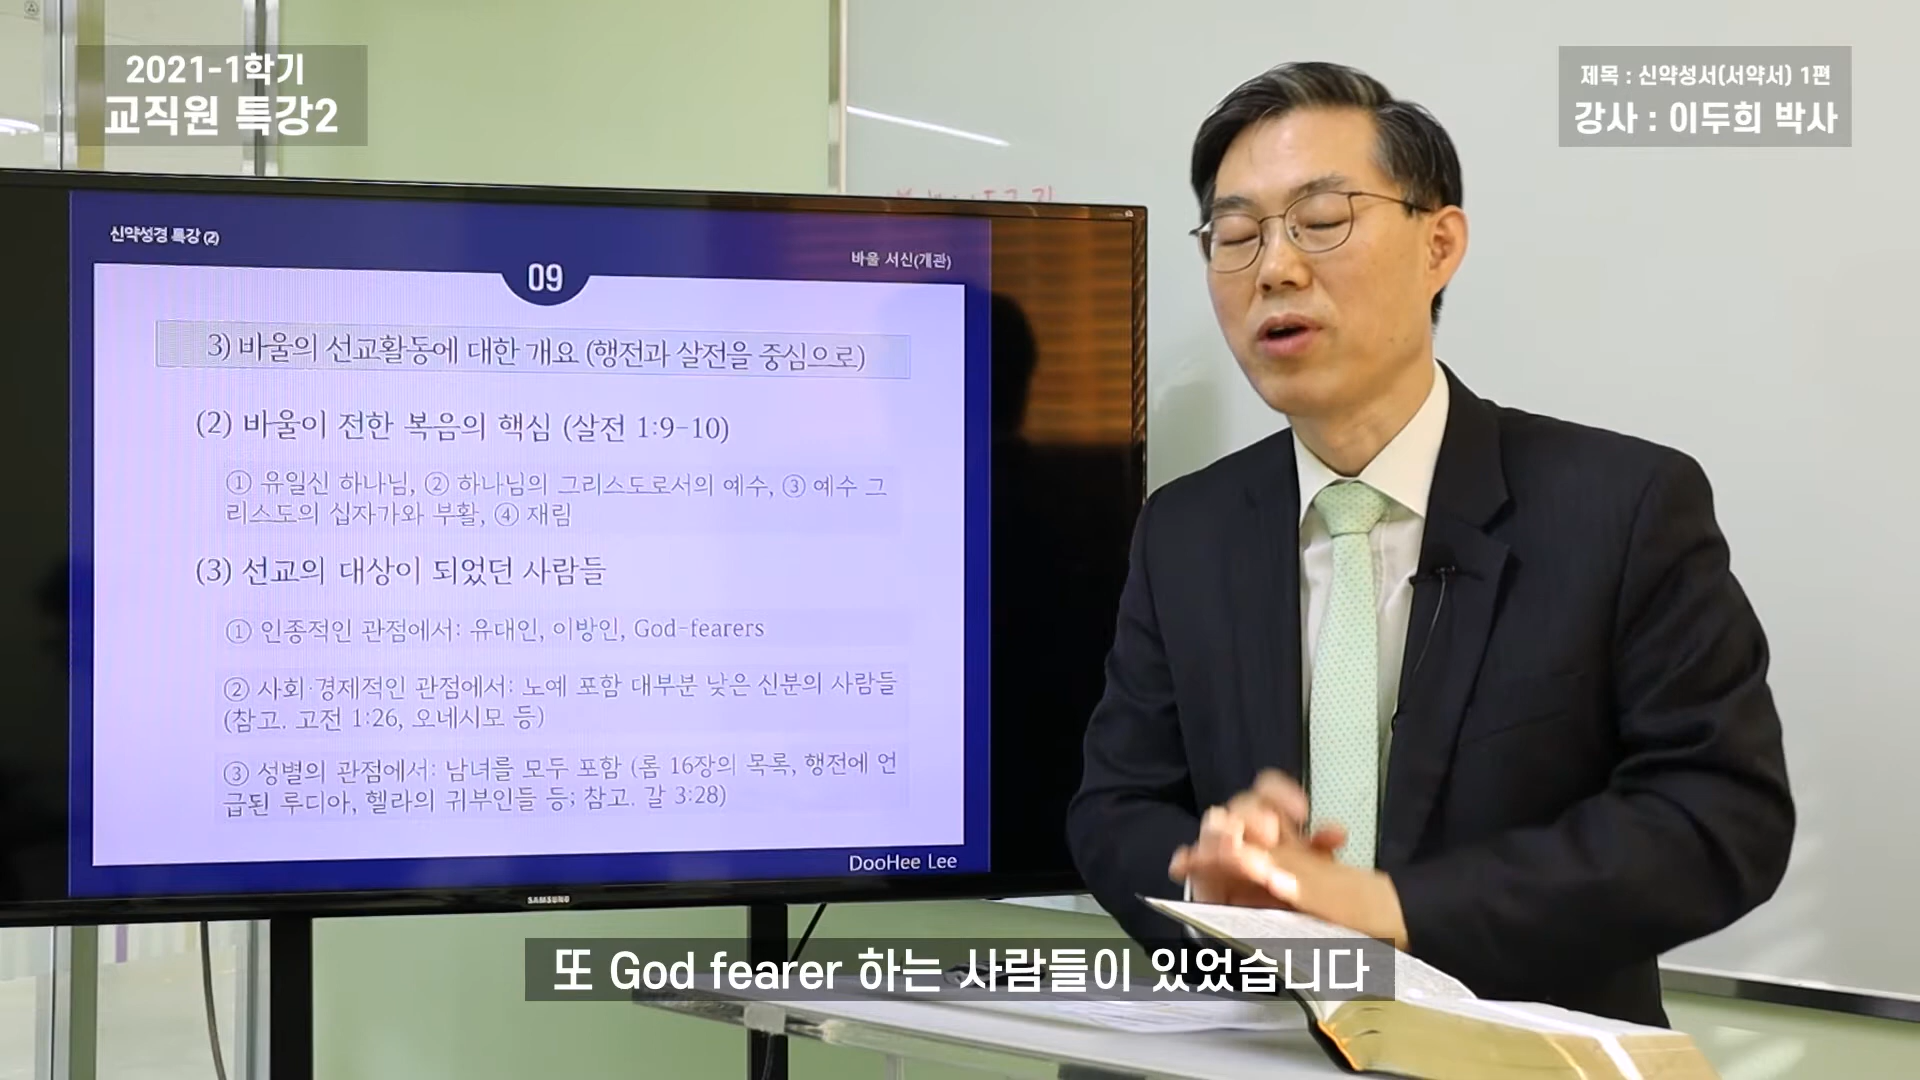 2021-1학기
교직원 특강2
제목 : 신약성서(서약서) 1편
강사 : 이두희 박사
신약성경 특강 (2)
바울 서신(개관)
09
3) 바울의 선교활동에 대한 개요 (행전과 살전을 중심으로)
(2) 바울이 전한 복음의 핵심 (살전 1:9-10)
① 유일신 하나님, ② 하나님의 그리스도로서의 예수, ③ 예수 그
리스도의 십자가와 부활, ④ 재림
(3) 선교의 대상이 되었던 사람들
① 인종적인 관점에서: 유대인, 이방인, God-fearers
② 사회·경제적인 관점에서: 노예 포함 대부분 낮은 신분의 사람들
(참고. 고전 1:26, 오네시모 등)
③ 성별의 관점에서: 남녀를 모두 포함 (롬 16장의 목록, 행전에 언
급된 루디아, 헬라의 귀부인들 등; 참고. 갈 3:28)
DooHee Lee
SAMSUNG
또 God fearer 하는 사람들이 있었습니다